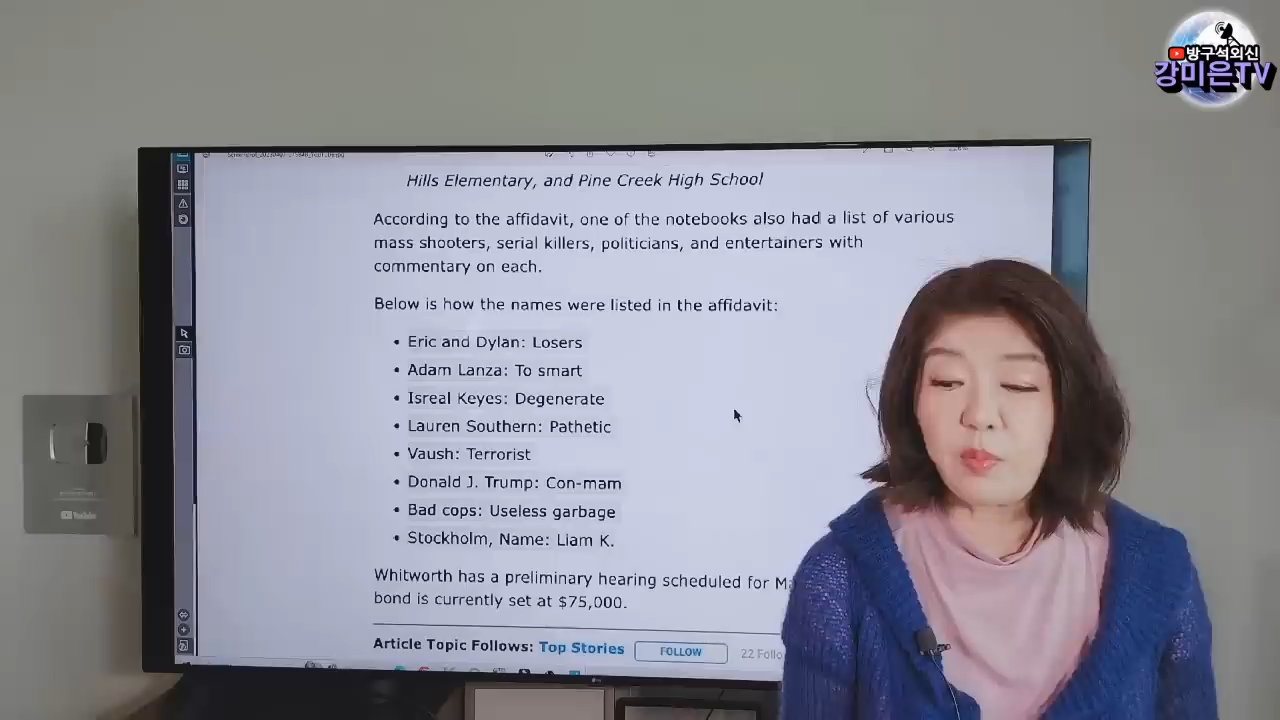 방구석외신
강미은TV
Hills Elementary, and Pine Creek High School
According to the affidavit, one of the notebooks also had a list of various
mass shooters, serial killers, politicians, and entertainers with
commentary on each.
Below is how the names were listed in the affidavit:
• Eric and Dylan: Losers
• Adam Lanza: To smart
• Isreal Keyes: Degenerate
• Lauren Southern: Pathetic
• Vaush: Terrorist
• Donald J. Trump: Con-mam
• Bad cops: Useless garbage
• Stockholm, Name: Liam K.
Whitworth has a preliminary hearing scheduled for
bond is currently set at $75,000.
Article Topic Follows: Top Stories
FOLLOW
22
YouTube
LG